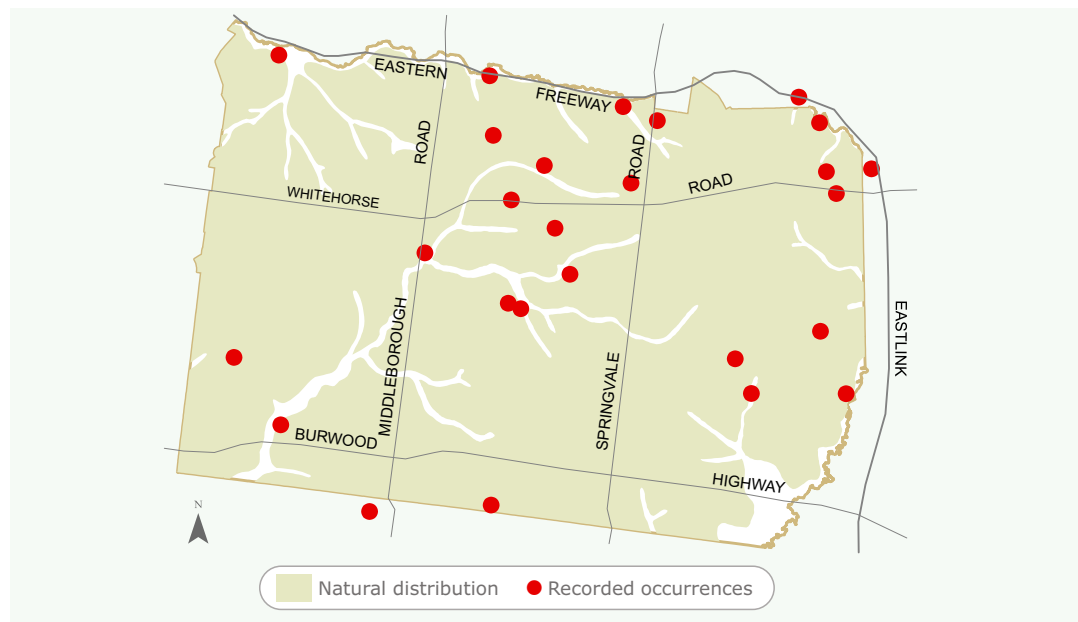 EASTERN
FREEWAY
ROAD
ROAD
WHITEHORSE
ROAD
MIDDLEBOROUGH
SPRINGVALE
EASTLINK
BURWOOD
HIGHWAY
N
Natural distribution
Recorded occurrences